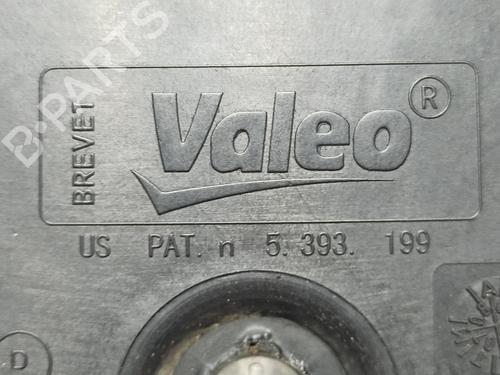 B-PARTS
BREVET
Valeo ®
US PAT. n 5. 393. 199
D